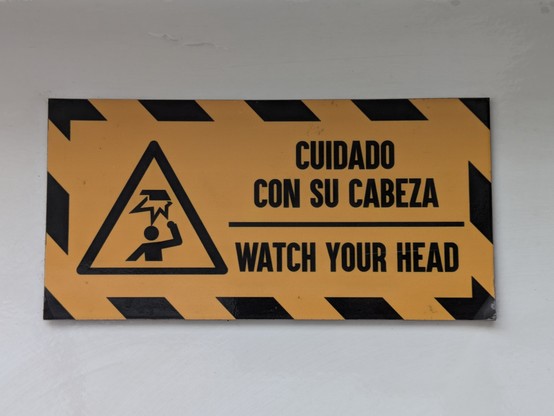 CUIDADO
CON SU CABEZA
WATCH YOUR HEAD